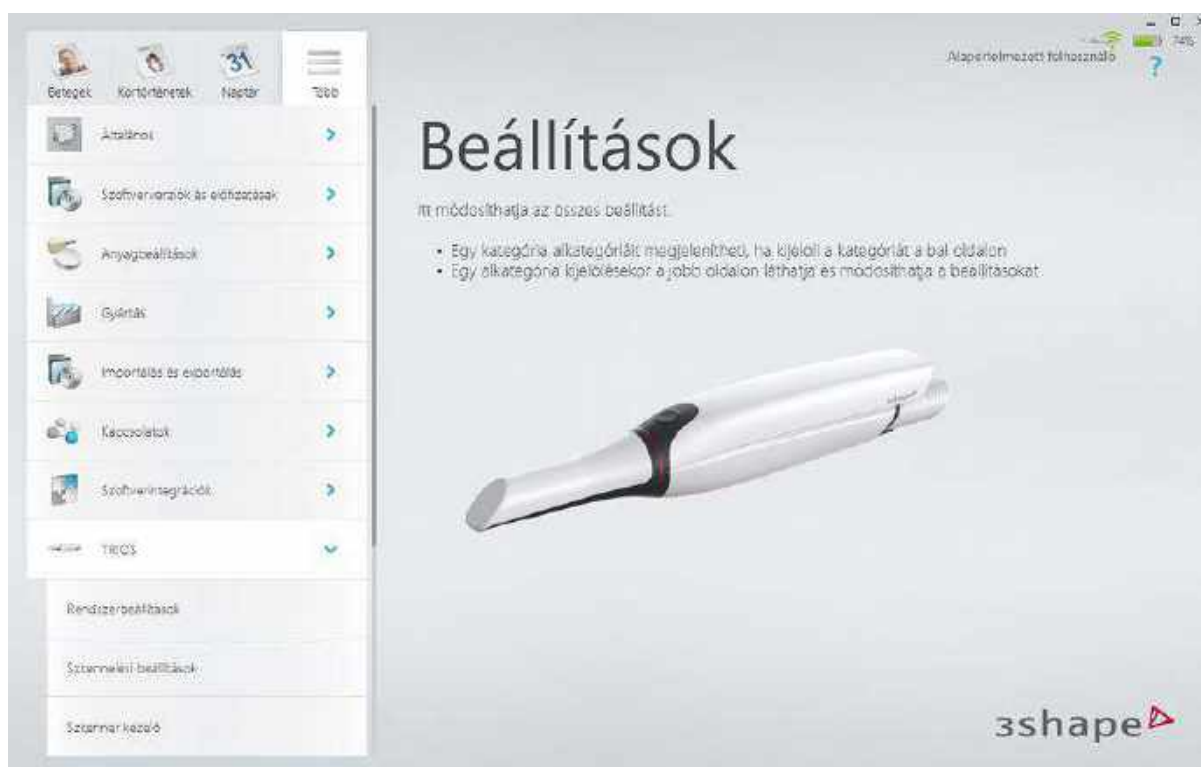 Betegek
Kórtörténetek
Naptár
Több
Alapértelmezett felhasználó
74%
?
Általános
Szoftververziók és előfizetések
Anyagbeállítások
Gyártás
Importálás és exportálás
Kapcsolatok
Szoftverintegrációk
TRIOS
Rendszerbeállítások
Szkennelési beállítások
Szkenner kezelő
Beállítások
Itt módosíthatja az összes beállítást.
• Egy kategória alkategóriáit megjelenítheti, ha kijelöli a kategóriát a bal oldalon
• Egy alkategória kijelölésekor a jobb oldalon láthatja és módosíthatja a beállításokat
3shape